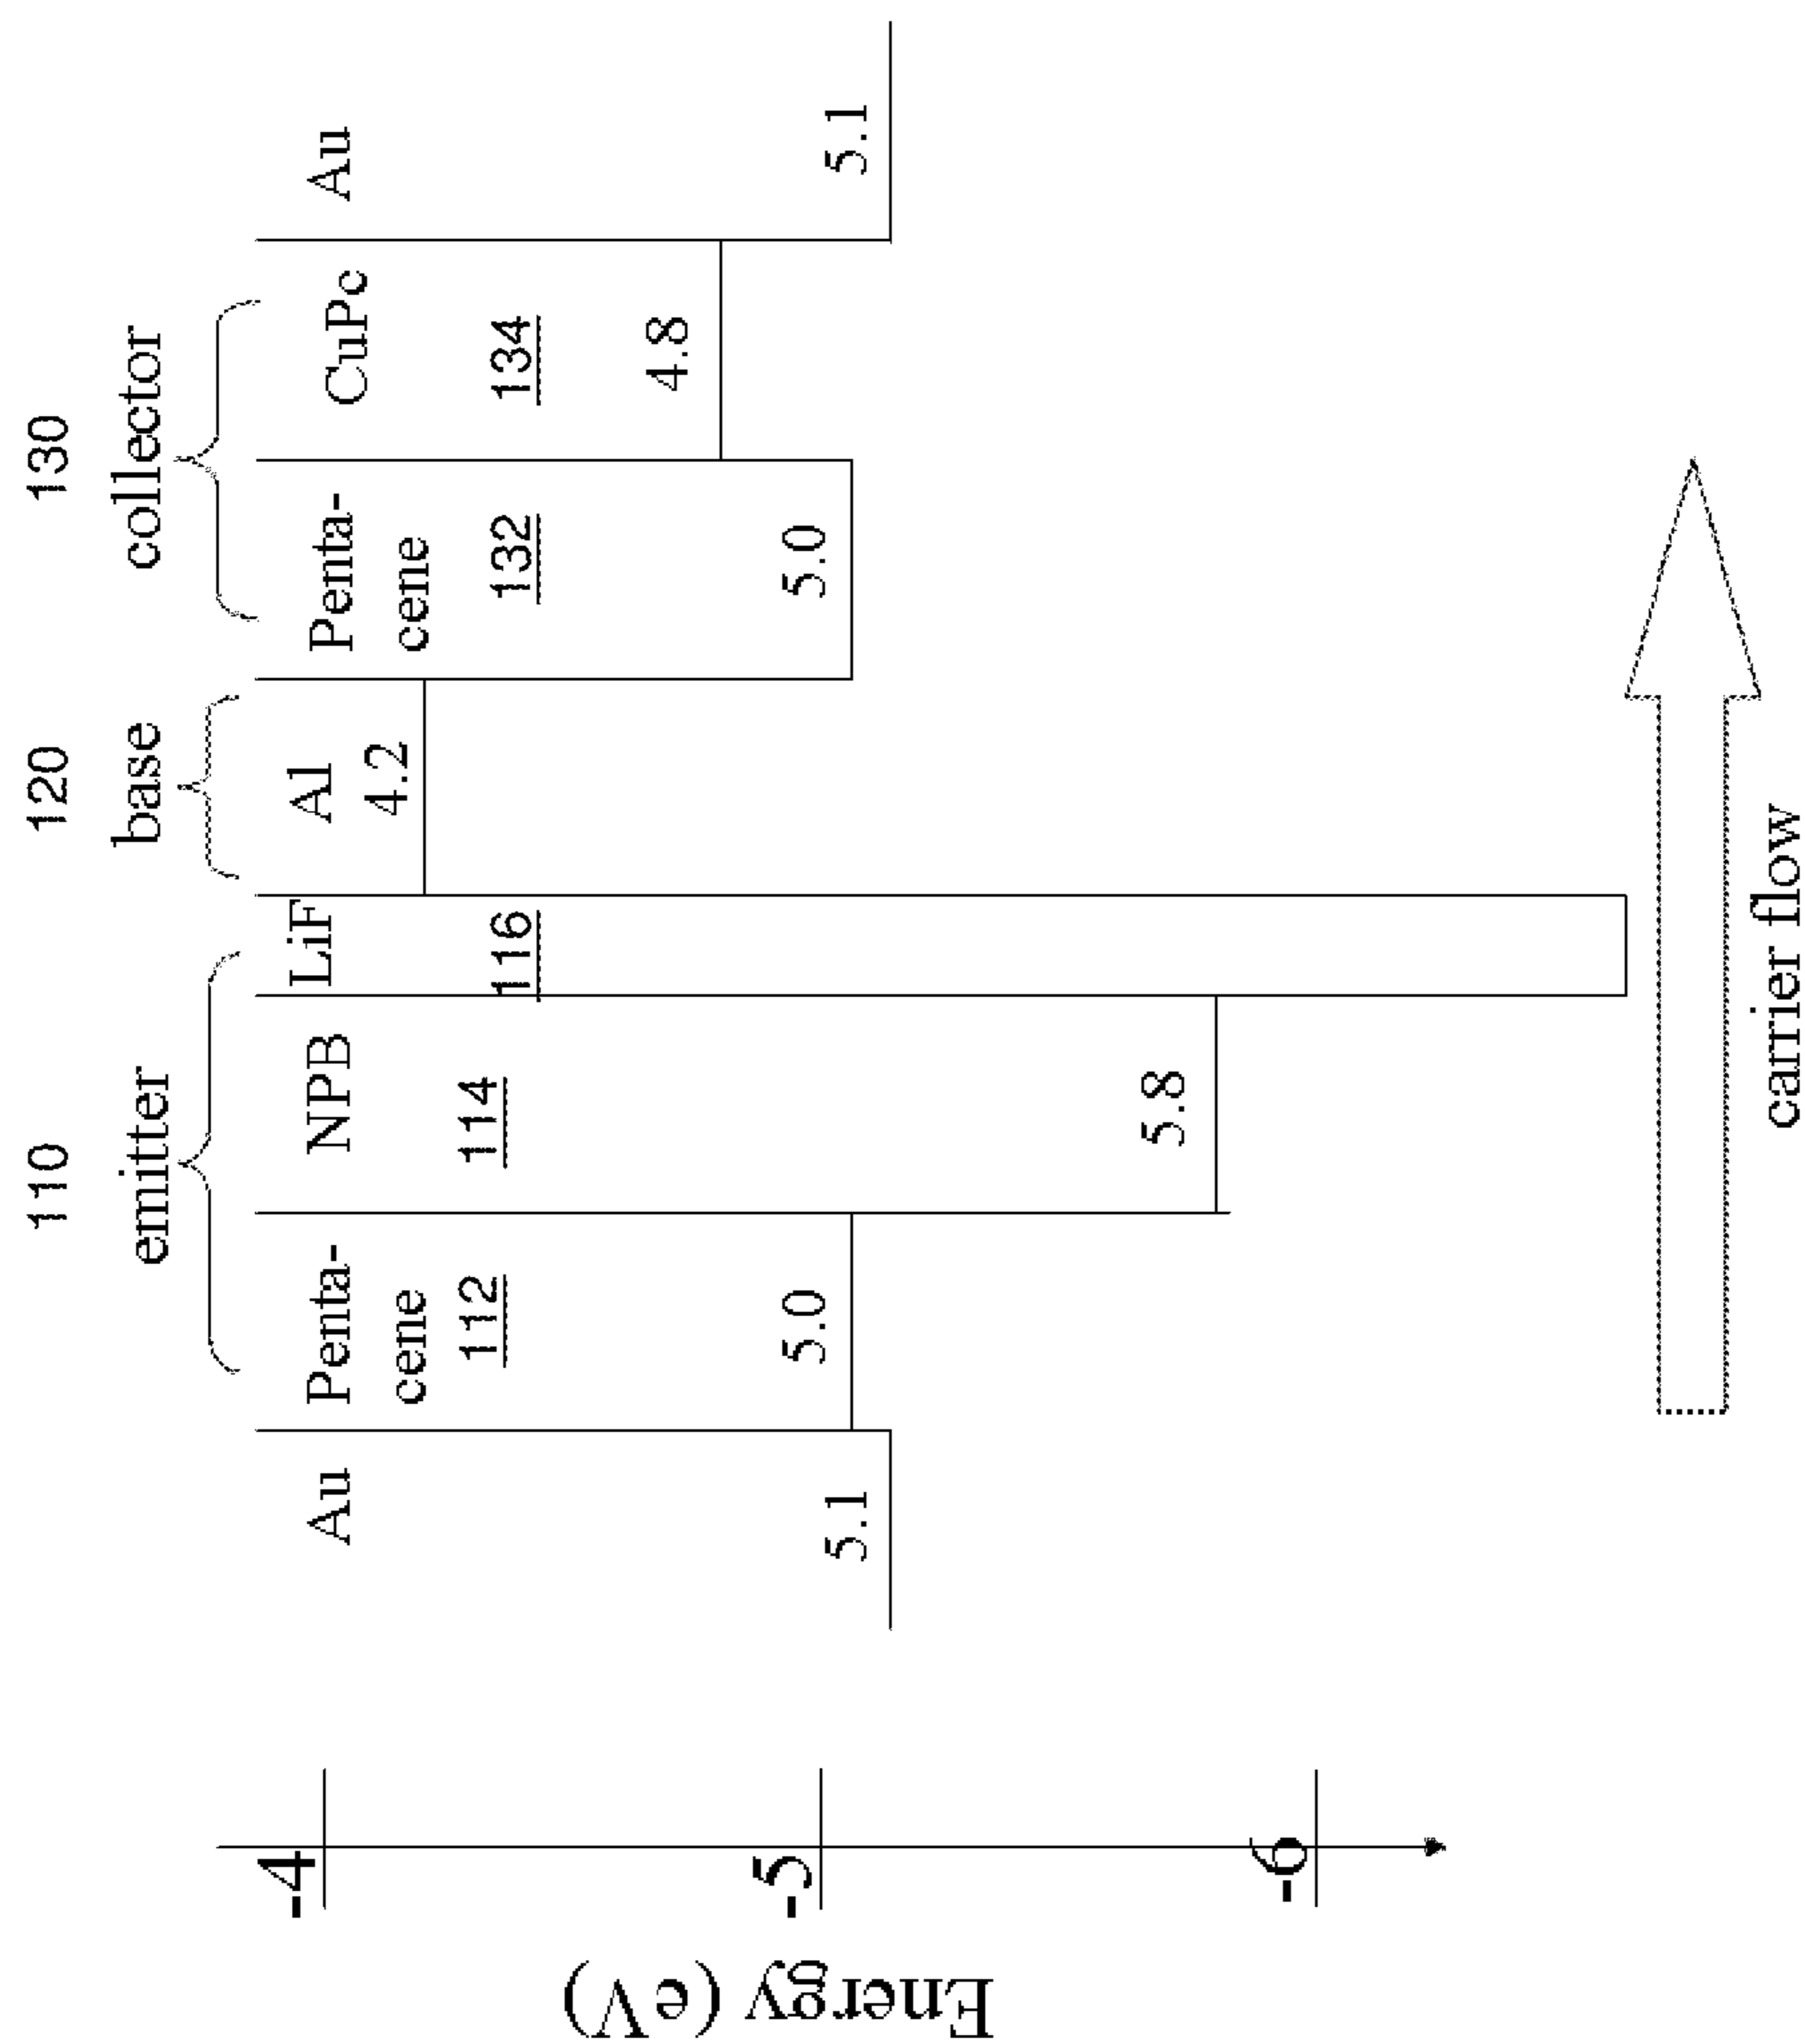 110
120
130
emitter
base
collector
Au
Penta-
cene
112
5.0
NPB
114
5.8
LiF
116
Al
4.2
Penta-
cene
132
5.0
CuPc
134
4.8
Au
5.1
5.1
-4
-5
-6
Energy (eV)
carrier flow